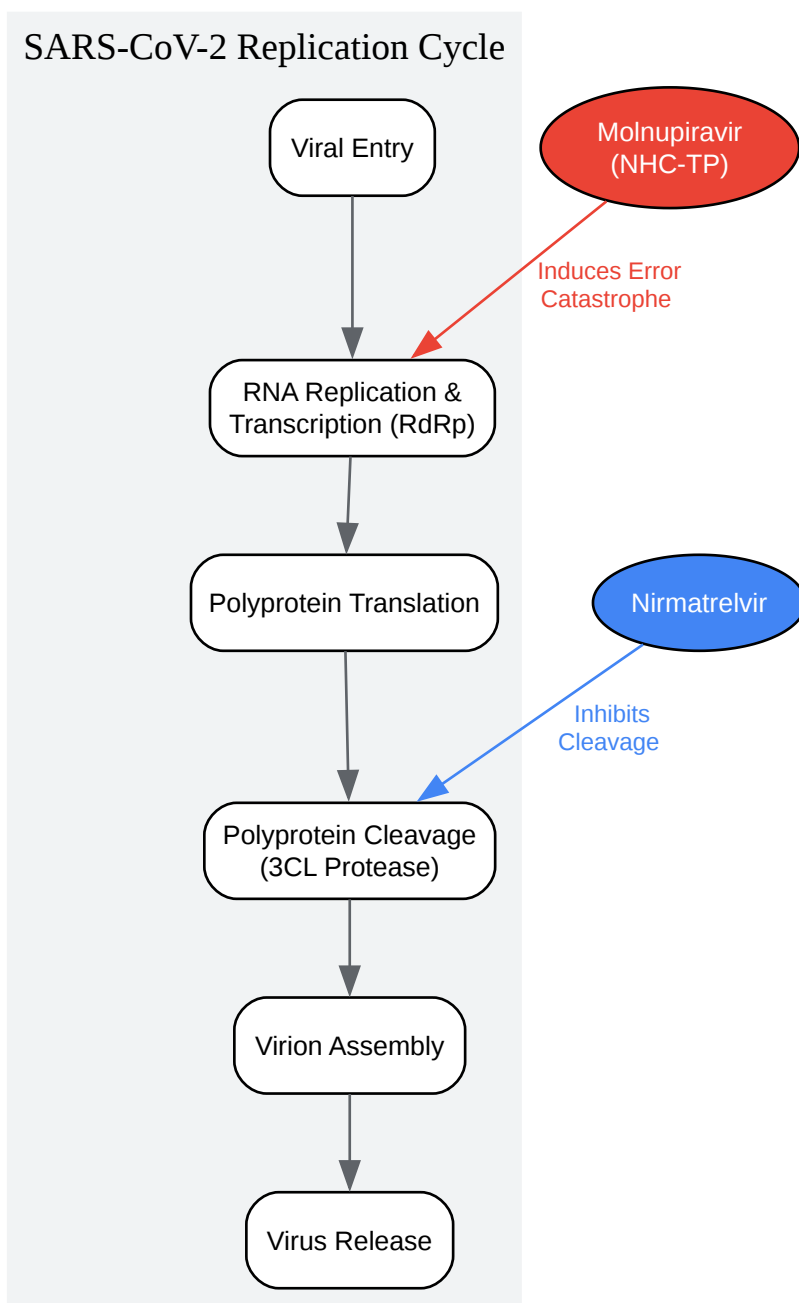 SARS-CoV-2 Replication Cycle
Viral Entry
Molnupiravir
(NHC-TP)
Induces Error
Catastrophe
RNA Replication &
Transcription (RdRp)
Polyprotein Translation
Nirmatrelvir
Inhibits
Cleavage
Polyprotein Cleavage
(3CL Protease)
Virion Assembly
Virus Release